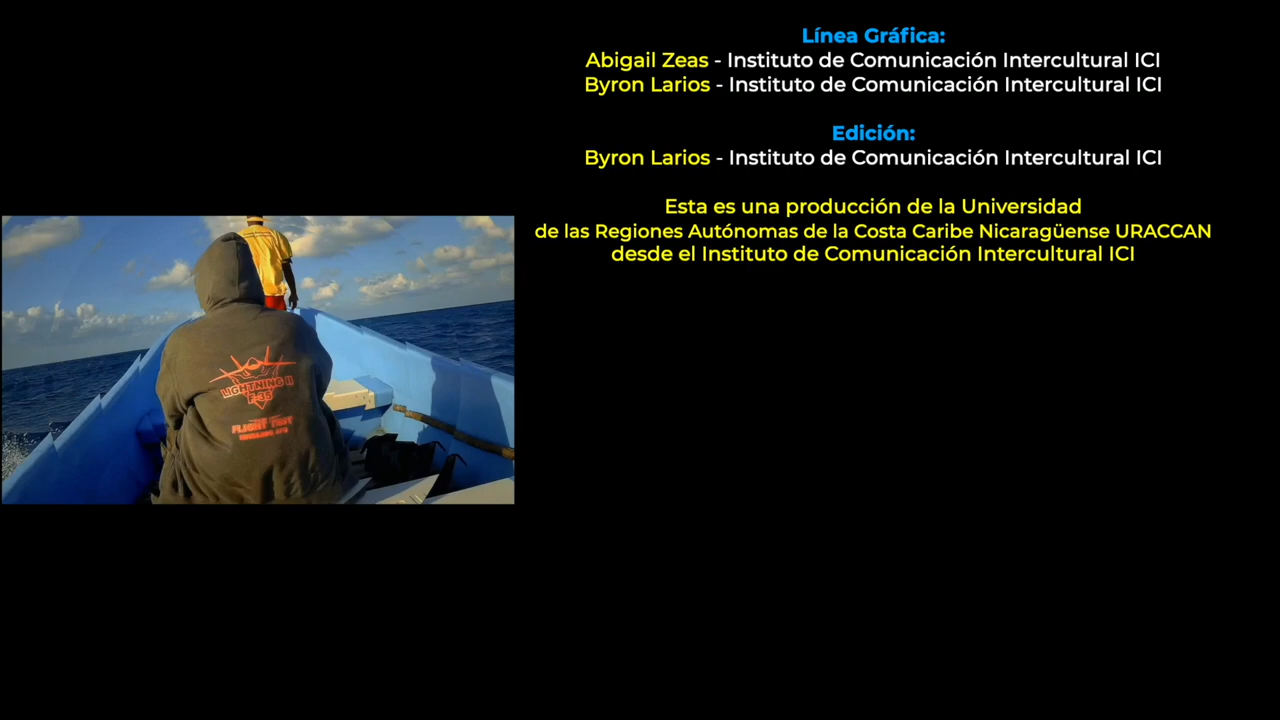 Línea Gráfica:
Abigail Zeas - Instituto de Comunicación Intercultural ICI
Byron Larios - Instituto de Comunicación Intercultural ICI
Edición:
Byron Larios - Instituto de Comunicación Intercultural ICI
Esta es una producción de la Universidad
de las Regiones Autónomas de la Costa Caribe Nicaragüense URACCAN
desde el Instituto de Comunicación Intercultural ICI
LIGHTNING II
F-35
FLIGHT TEST